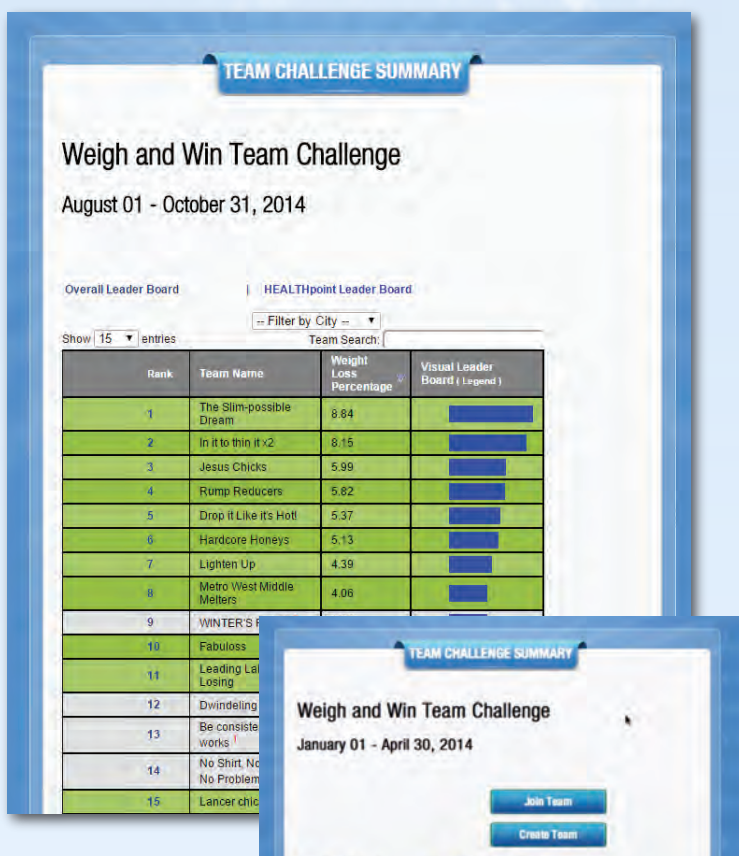 TEAM CHALLENGE SUMMARY
Weigh and Win Team Challenge
August 01 - October 31, 2014
Overall Leader Board | HEALTHpoint Leader Board
-- Filter by City --
Show 15 entries Team Search:
Rank Team Name Weight Loss Percentage Visual Leader Board ( Legend )
1 The Slim-possible Dream 8.84
2 In it to thin it x2 8.15
3 Jesus Chicks 5.99
4 Rump Reducers 5.82
5 Drop it Like it's Hot! 5.37
6 Hardcore Honeys 5.13
7 Lighten Up 4.39
8 Metro West Middle Melters 4.06
9 WINTER'S
10 Fabuloss
11 Leading Losing
12 Dwindeling
13 Be works
14 No Shirt, No Problem
15 Lancer
TEAM CHALLENGE SUMMARY
Weigh and Win Team Challenge
January 01 - April 30, 2014
Join Team
Create Team